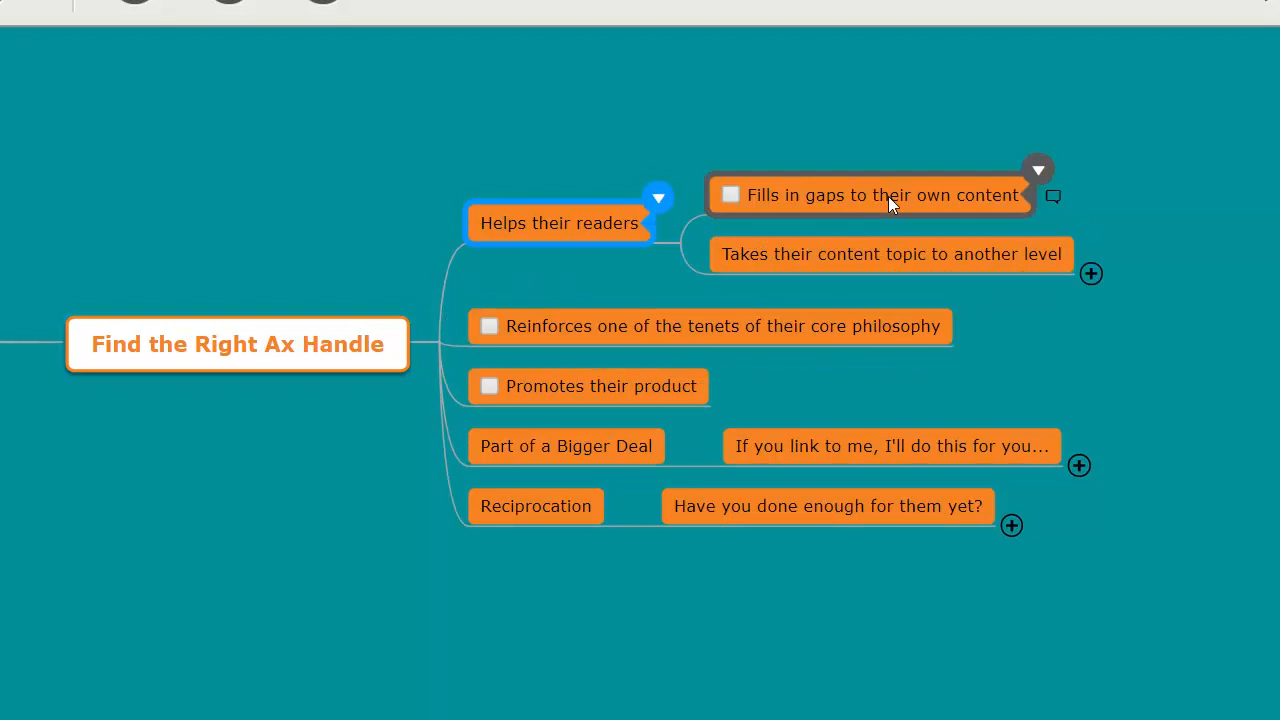 Fills in gaps to their own content
Helps their readers
Takes their content topic to another level
Reinforces one of the tenets of their core philosophy
Find the Right Ax Handle
Promotes their product
Part of a Bigger Deal
If you link to me, I'll do this for you...
Reciprocation
Have you done enough for them yet?